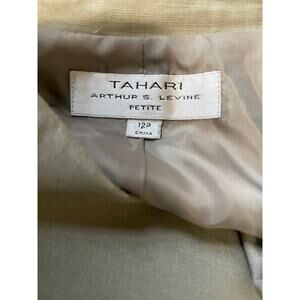 TAHARI
ARTHUR S. LEVINE
PETITE
12P
CHINA